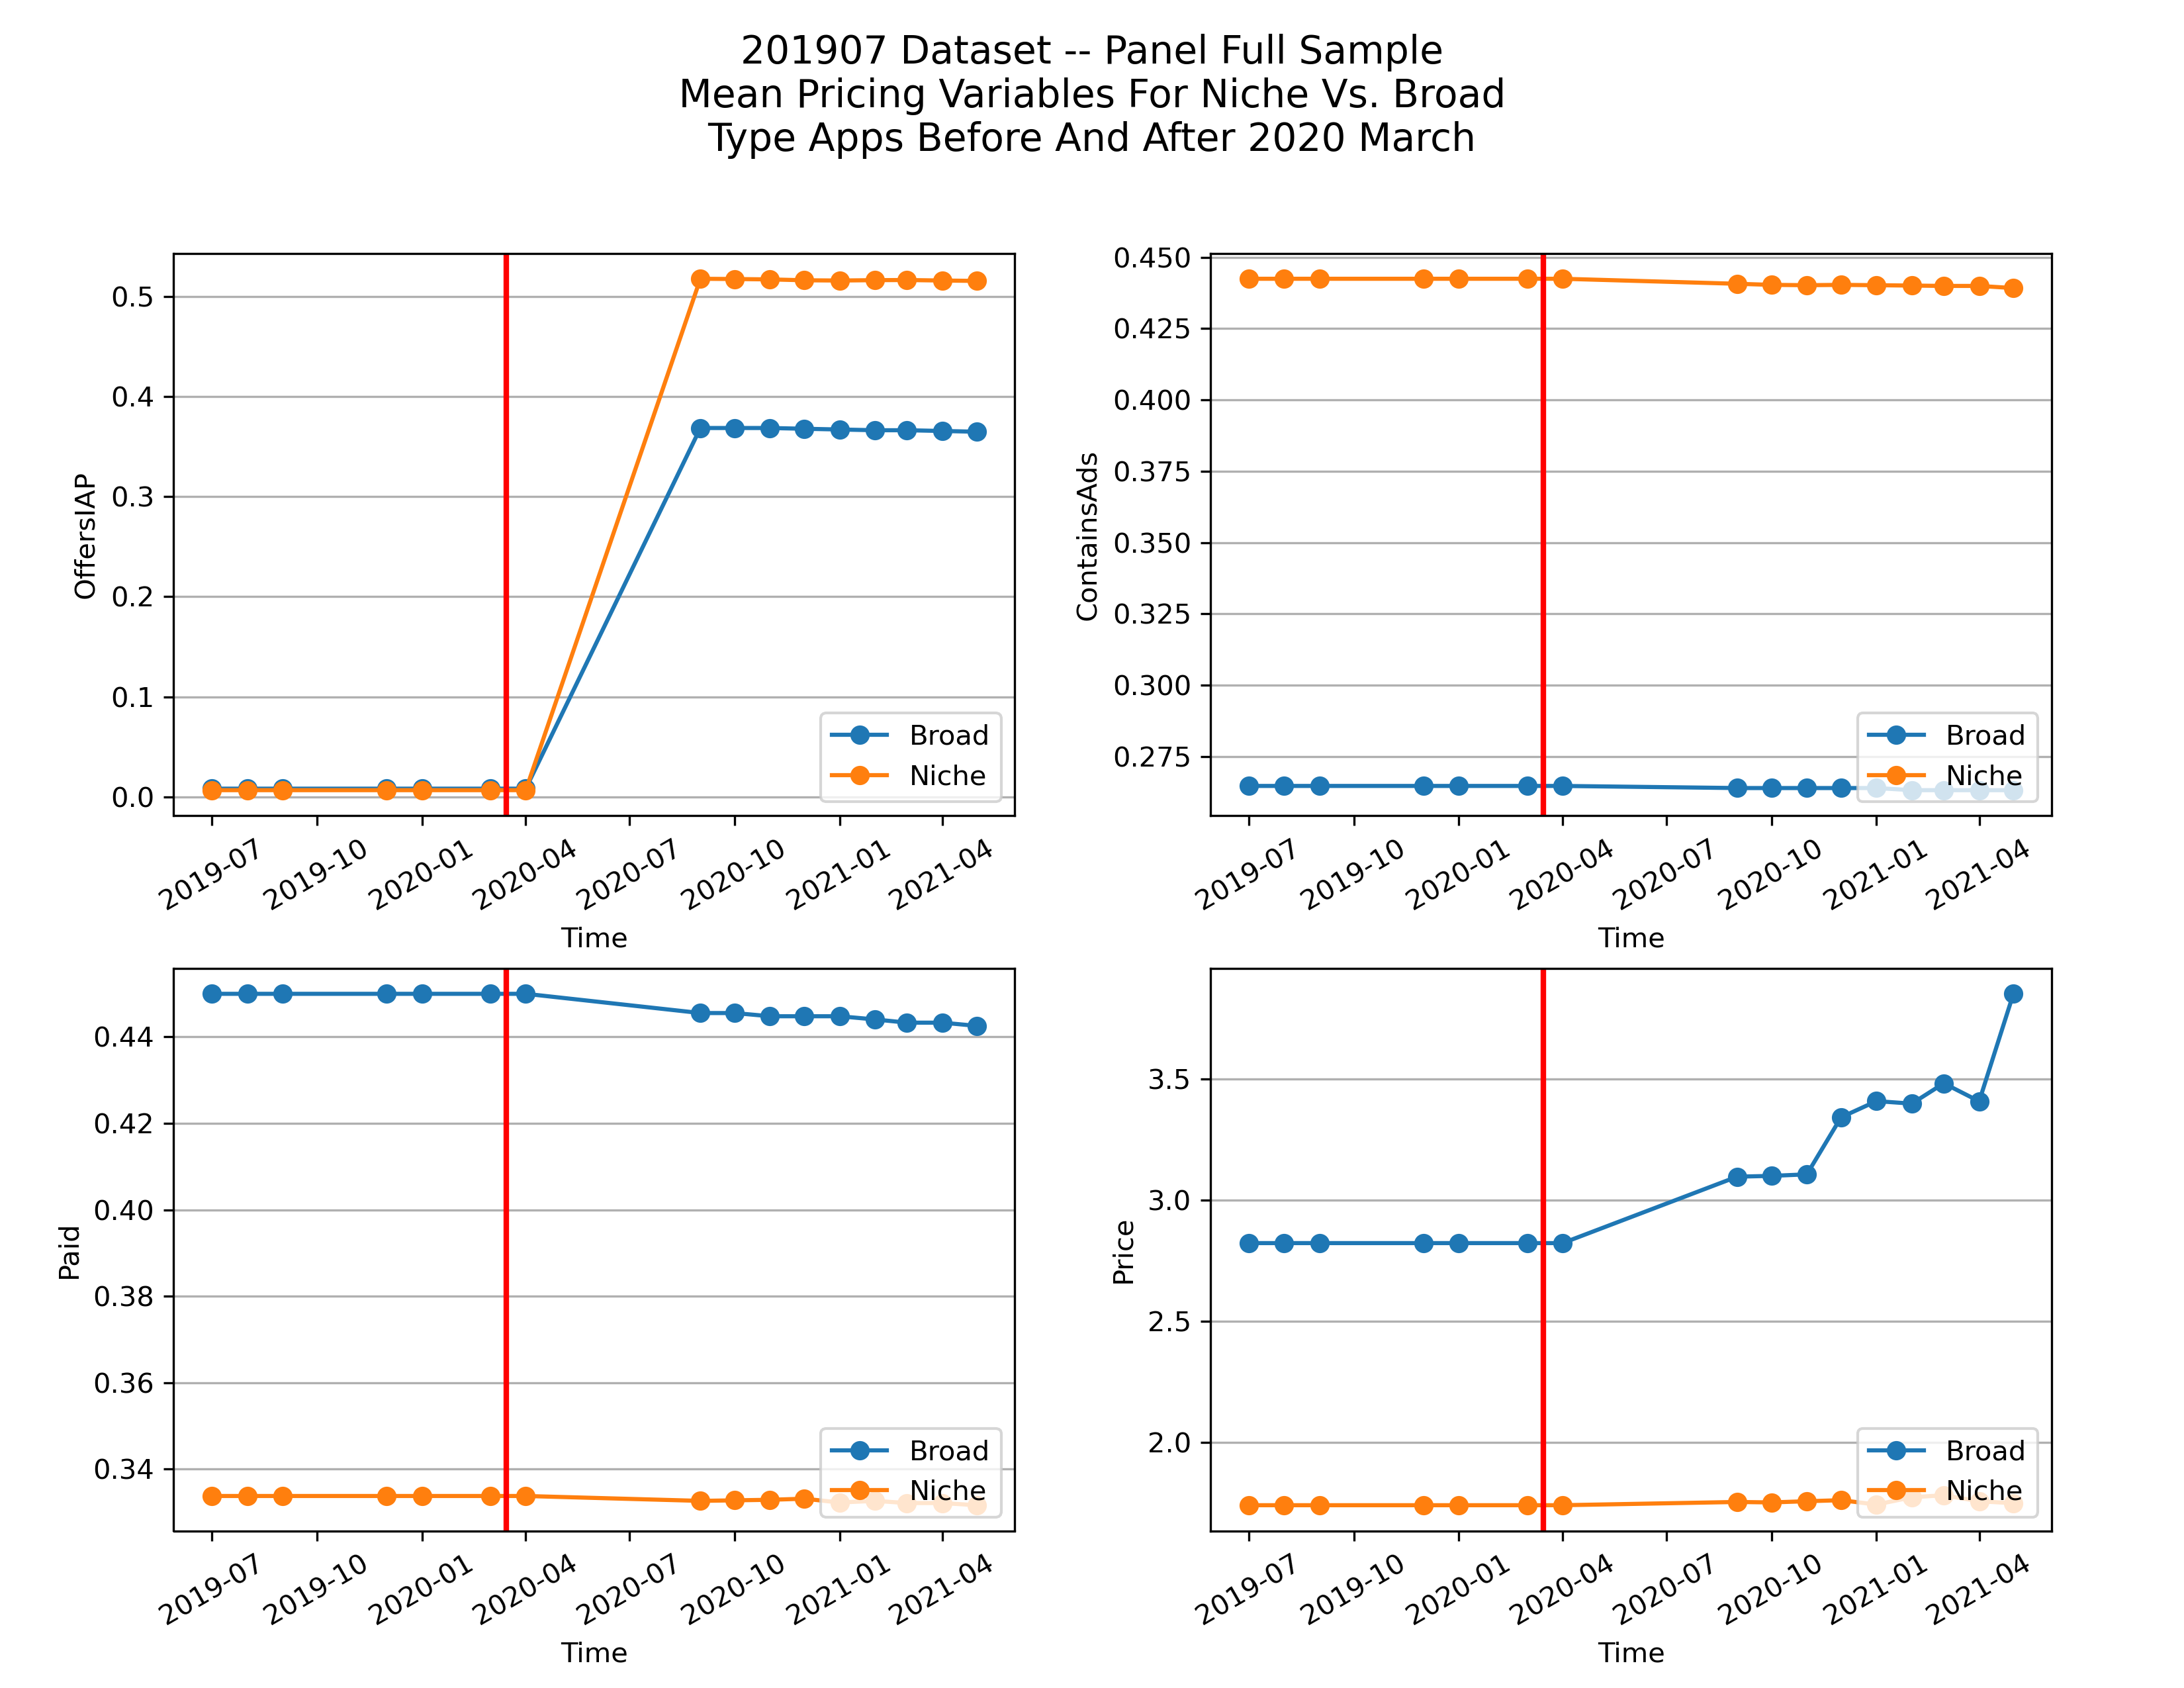 201907 Dataset -- Panel Full Sample
Mean Pricing Variables For Niche Vs. Broad
Type Apps Before And After 2020 March
OffersIAP
0.5
0.4
0.3
0.2
0.1
0.0
Broad
Niche
2019-07
2019-10
2020-01
2020-04
2020-07
2020-10
2021-01
2021-04
Time
ContainsAds
0.450
0.425
0.400
0.375
0.350
0.325
0.300
0.275
Broad
Niche
2019-07
2019-10
2020-01
2020-04
2020-07
2020-10
2021-01
2021-04
Time
Paid
0.44
0.42
0.40
0.38
0.36
0.34
Broad
Niche
2019-07
2019-10
2020-01
2020-04
2020-07
2020-10
2021-01
2021-04
Time
Price
3.5
3.0
2.5
2.0
Broad
Niche
2019-07
2019-10
2020-01
2020-04
2020-07
2020-10
2021-01
2021-04
Time